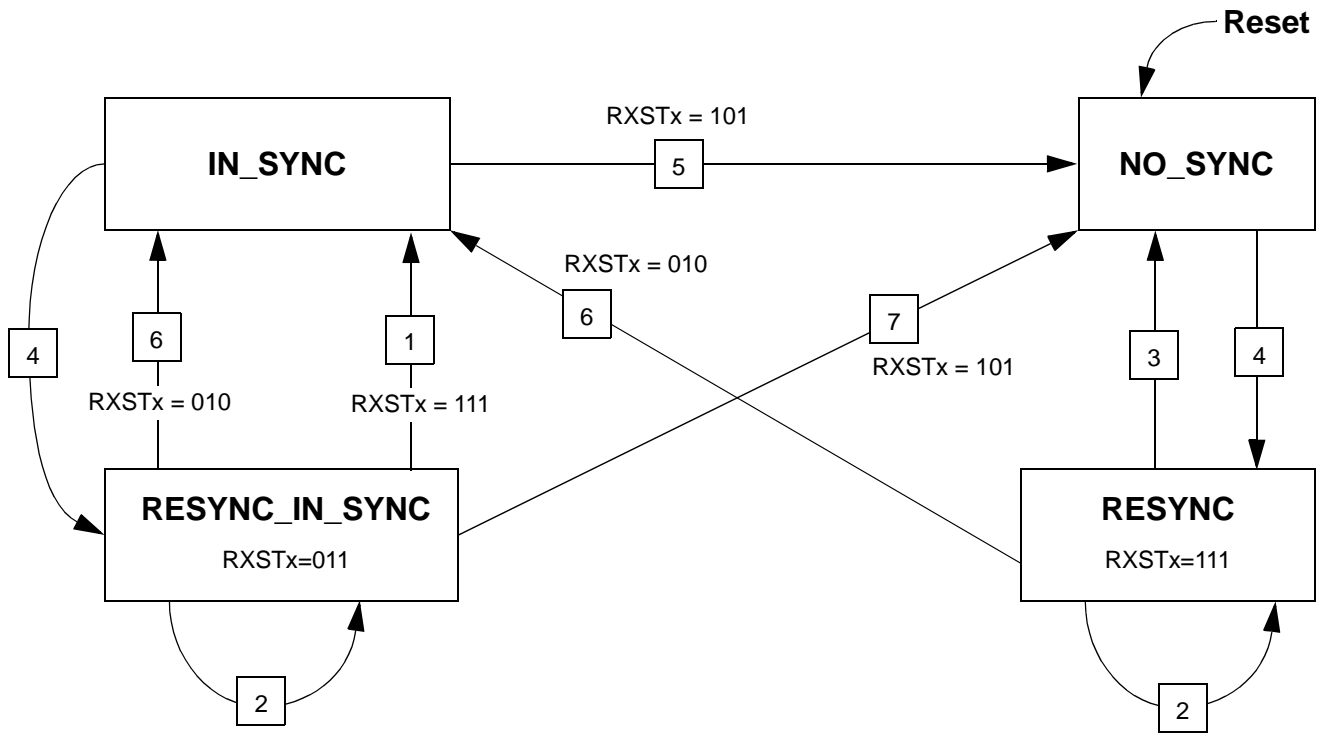 Reset
RXSTx = 101
IN_SYNC
5
NO_SYNC
RXSTx = 010
6
7
RXSTx = 101
4
6
1
3
4
RXSTx = 010
RXSTx = 111
RESYNC_IN_SYNC
RXSTx=011
RESYNC
RXSTx=111
2
2